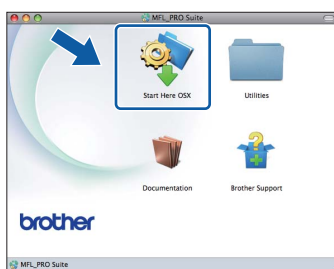 MFL_PRO Suite
Start Here OSX
Utilities
Documentation
Brother Support
brother
MFL_PRO Suite